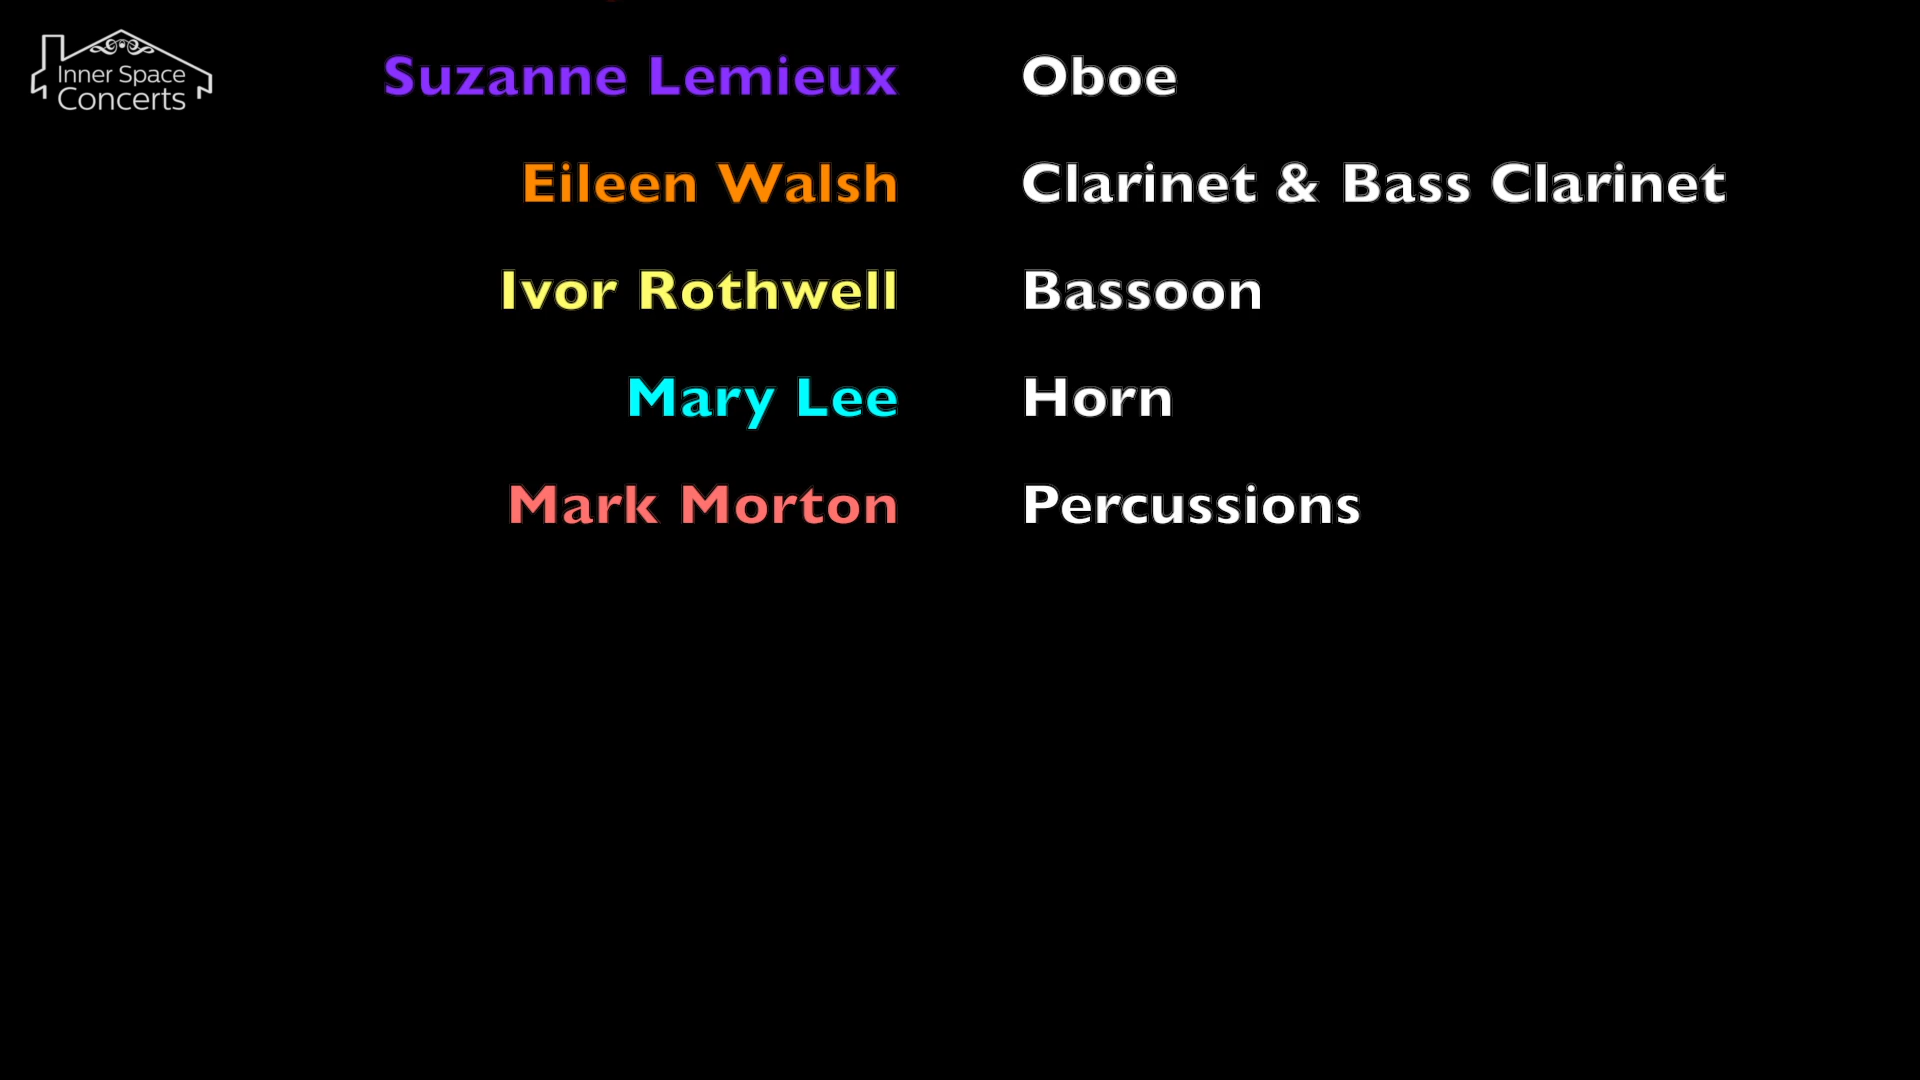 Inner Space
Concerts
Suzanne Lemieux Oboe
Eileen Walsh Clarinet & Bass Clarinet
Ivor Rothwell Bassoon
Mary Lee Horn
Mark Morton Percussions